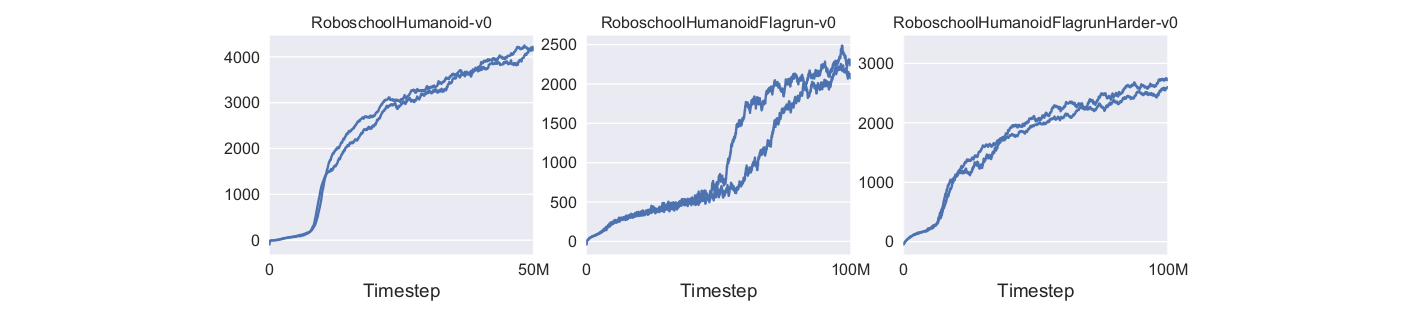 RoboschoolHumanoid-v0
4000
3000
2000
1000
0
0
50M
Timestep
RoboschoolHumanoidFlagrun-v0
2500
2000
1500
1000
500
0
0
100M
Timestep
RoboschoolHumanoidFlagrunHarder-v0
3000
2000
1000
0
0
100M
Timestep